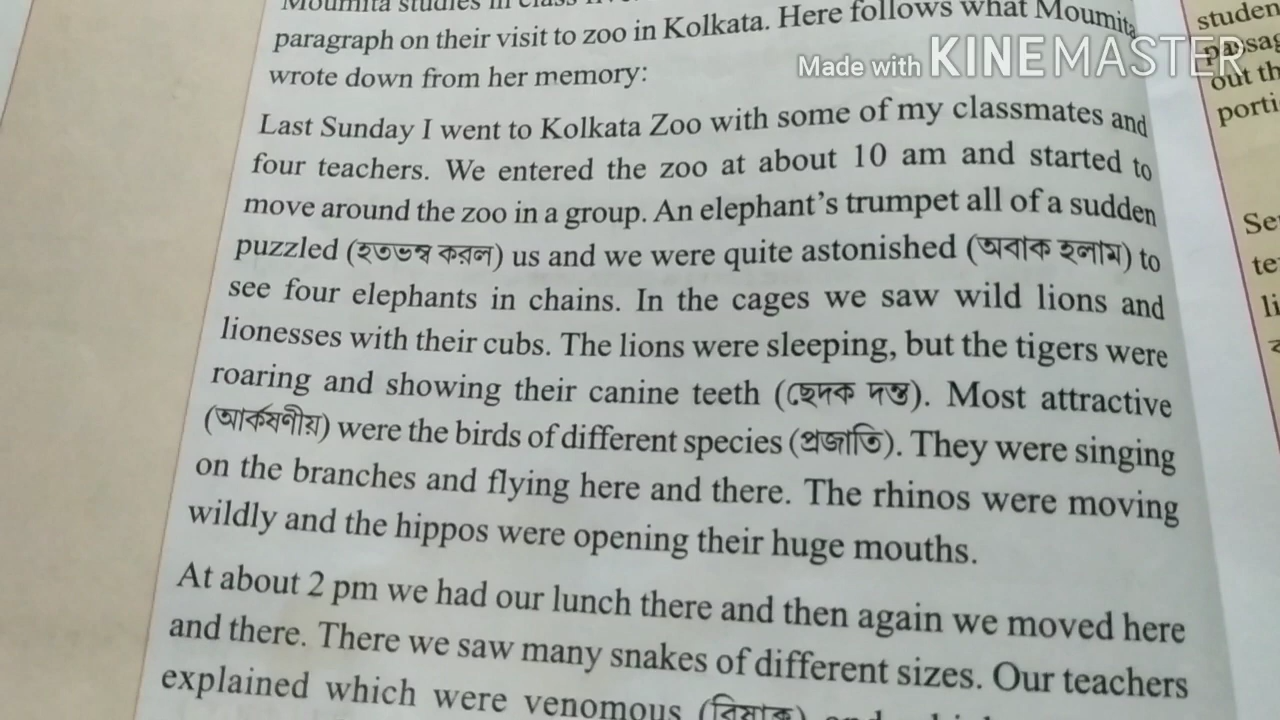 Moumita studies in class
paragraph on their visit to zoo in Kolkata. Here follows what Moumita
wrote down from her memory:
Last Sunday I went to Kolkata Zoo with some of my classmates and
four teachers. We entered the zoo at about 10 am and started to
move around the zoo in a group. An elephant's trumpet all of a sudden
puzzled (হতভম্ব করল) us and we were quite astonished (অবাক হলাম) to
see four elephants in chains. In the cages we saw wild lions and
lionesses with their cubs. The lions were sleeping, but the tigers were
roaring and showing their canine teeth (ছেদক দন্ত). Most attractive
(আর্কষণীয়) were the birds of different species (প্রজাতি). They were singing
on the branches and flying here and there. The rhinos were moving
wildly and the hippos were opening their huge mouths.
At about 2 pm we had our lunch there and then again we moved here
and there. There we saw many snakes of different sizes. Our teachers
explained which were venomous (বিষাক্ত) and
Made with KINEMASTER
studen
passag
out th
porti
Se
te
li